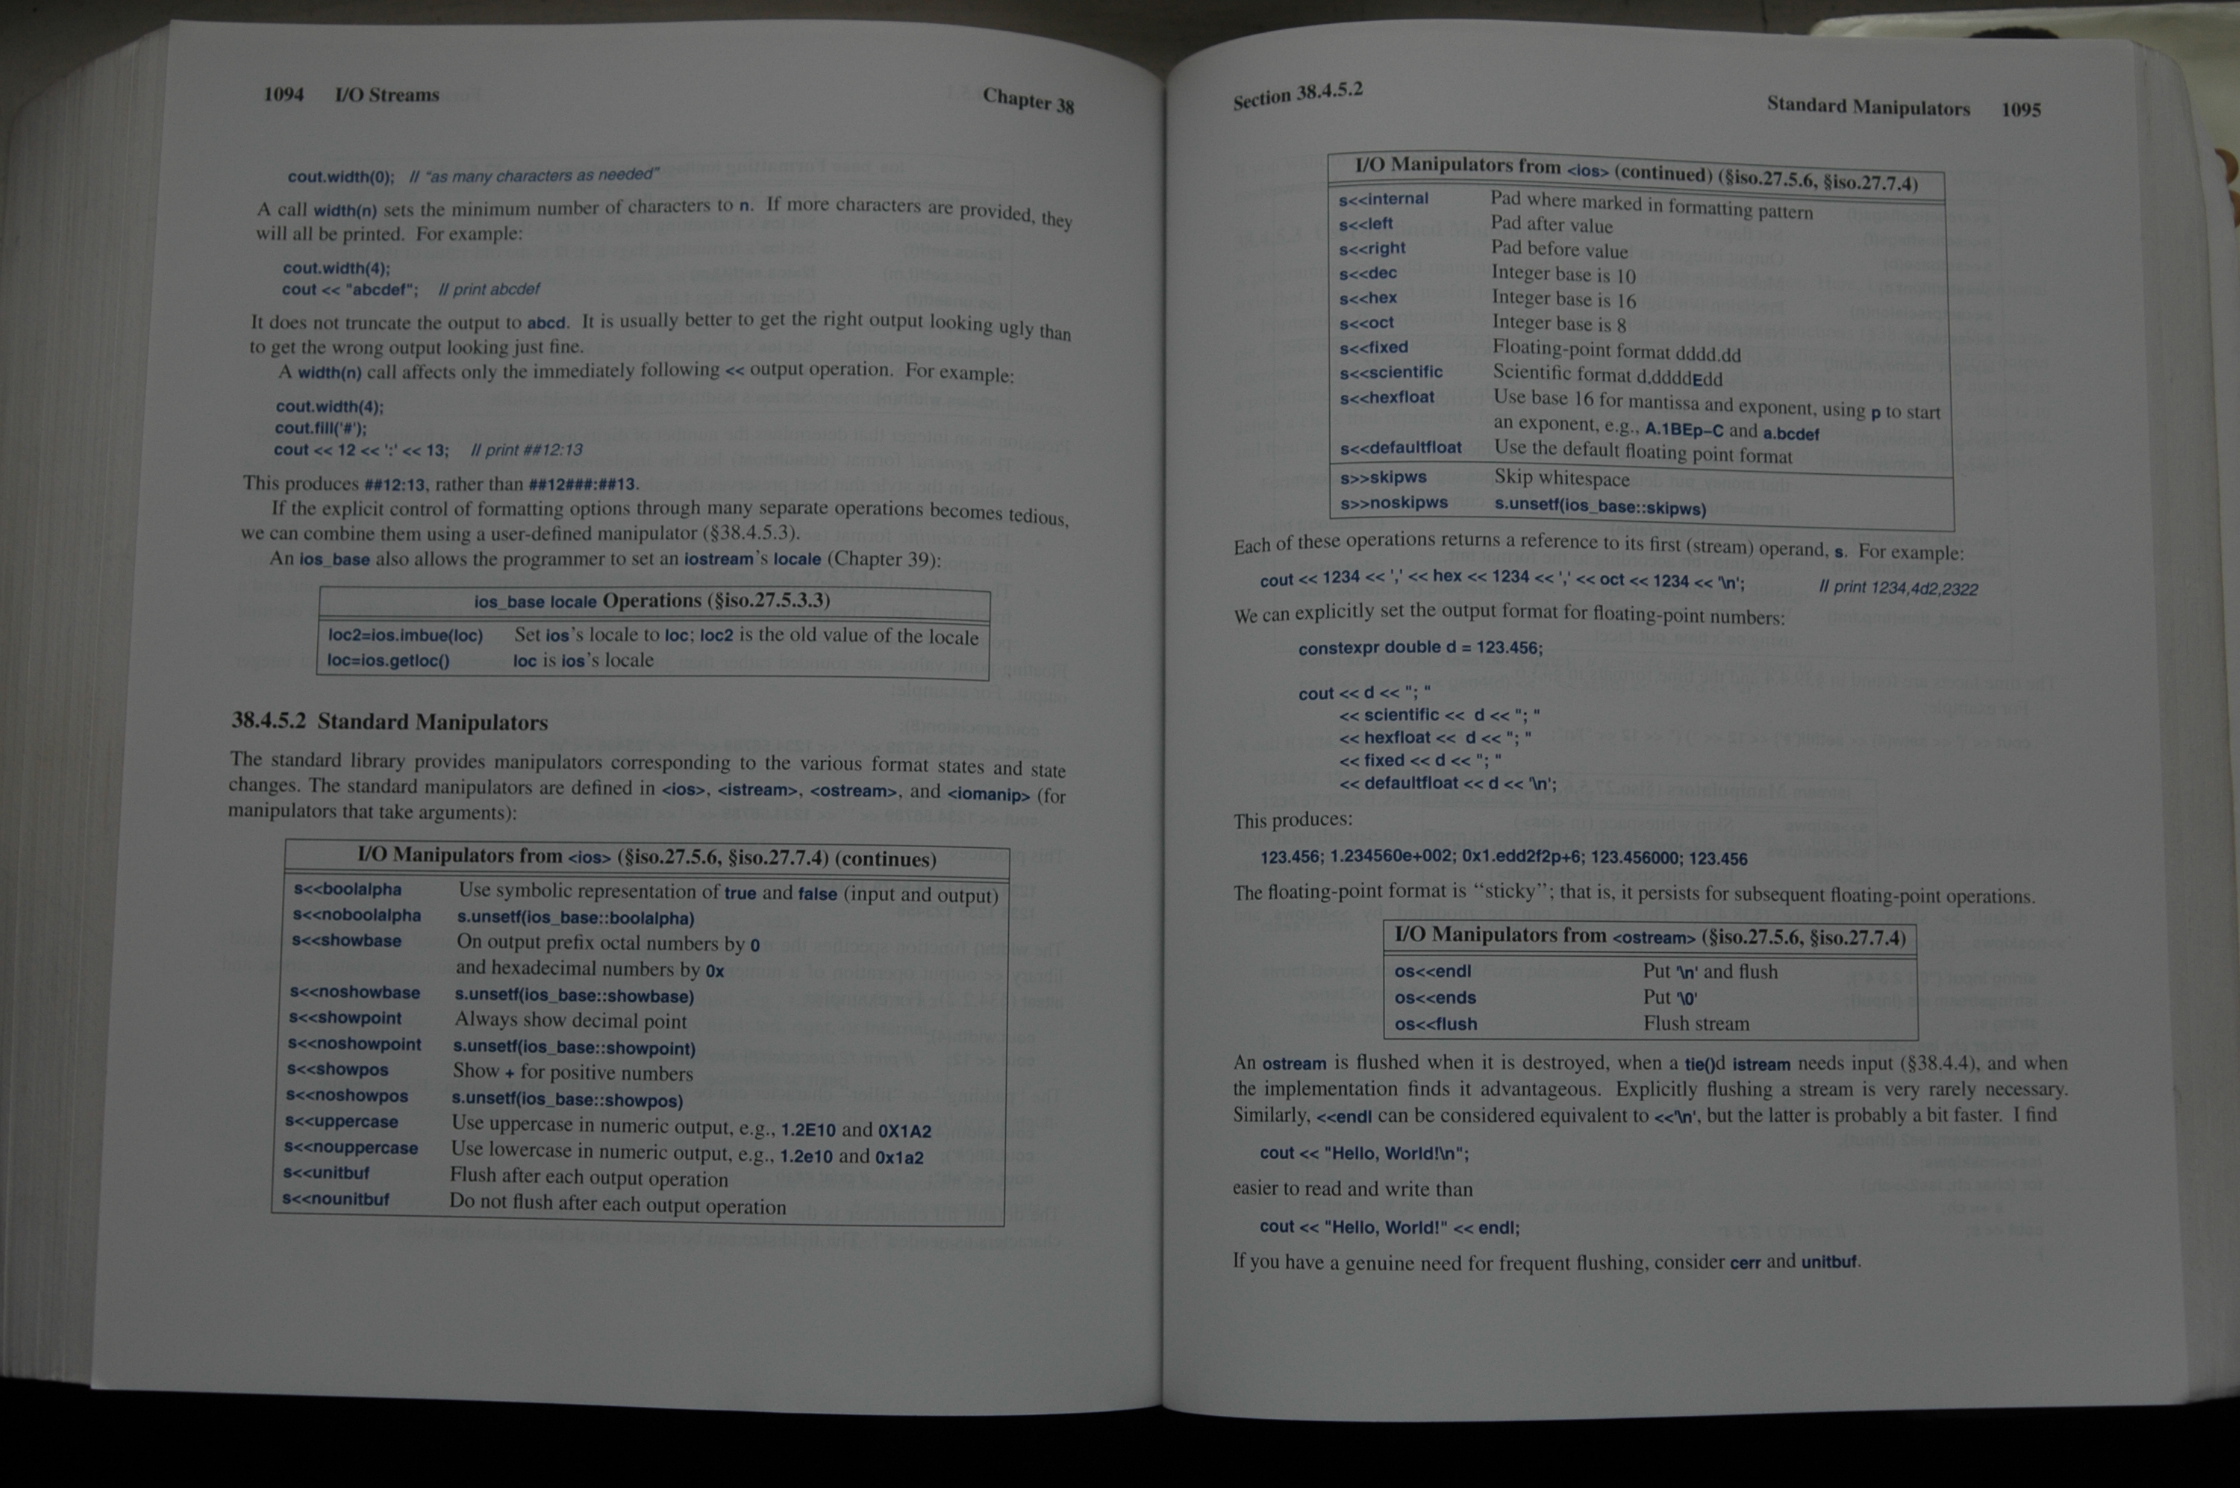 1094 I/O Streams Chapter 38
cout.width(0); // "as many characters as needed"
A call width(n) sets the minimum number of characters to n. If more characters are provided, they
will all be printed. For example:
cout.width(4);
cout << "abcdef"; // print abcdef
It does not truncate the output to abcd. It is usually better to get the right output looking ugly than
to get the wrong output looking just fine.
A width(n) call affects only the immediately following << output operation. For example:
cout.width(4);
cout.fill('#');
cout << 12 << ':' << 13; // print ##12:13
This produces ##12:13, rather than ##12###:##13.
If the explicit control of formatting options through many separate operations becomes tedious,
we can combine them using a user-defined manipulator (§38.4.5.3).
An ios_base also allows the programmer to set an iostream's locale (Chapter 39):
ios_base locale Operations (§iso.27.5.3.3)
loc2=ios.imbue(loc) Set ios's locale to loc; loc2 is the old value of the locale
loc=ios.getloc() loc is ios's locale
38.4.5.2 Standard Manipulators
The standard library provides manipulators corresponding to the various format states and state
changes. The standard manipulators are defined in <ios>, <istream>, <ostream>, and <iomanip> (for
manipulators that take arguments):
I/O Manipulators from <ios> (§iso.27.5.6, §iso.27.7.4) (continues)
s<<boolalpha Use symbolic representation of true and false (input and output)
s<<noboolalpha s.unsetf(ios_base::boolalpha)
s<<showbase On output prefix octal numbers by 0
and hexadecimal numbers by 0x
s<<noshowbase s.unsetf(ios_base::showbase)
s<<showpoint Always show decimal point
s<<noshowpoint s.unsetf(ios_base::showpoint)
s<<showpos Show + for positive numbers
s<<noshowpos s.unsetf(ios_base::showpos)
s<<uppercase Use uppercase in numeric output, e.g., 1.2E10 and 0X1A2
s<<nouppercase Use lowercase in numeric output, e.g., 1.2e10 and 0x1a2
s<<unitbuf Flush after each output operation
s<<nounitbuf Do not flush after each output operation
Section 38.4.5.2 Standard Manipulators 1095
I/O Manipulators from <ios> (continued) (§iso.27.5.6, §iso.27.7.4)
s<<internal Pad where marked in formatting pattern
s<<left Pad after value
s<<right Pad before value
s<<dec Integer base is 10
s<<hex Integer base is 16
s<<oct Integer base is 8
s<<fixed Floating-point format dddd.dd
s<<scientific Scientific format d.ddddEdd
s<<hexfloat Use base 16 for mantissa and exponent, using p to start
an exponent, e.g., A.1BEp-C and a.bcdef
s<<defaultfloat Use the default floating point format
s>>skipws Skip whitespace
s>>noskipws s.unsetf(ios_base::skipws)
Each of these operations returns a reference to its first (stream) operand, s. For example:
cout << 1234 << ',' << hex << 1234 << ',' << oct << 1234 << '\n'; // print 1234,4d2,2322
We can explicitly set the output format for floating-point numbers:
constexpr double d = 123.456;
cout << d << "; "
<< scientific << d << "; "
<< hexfloat << d << "; "
<< fixed << d << "; "
<< defaultfloat << d << '\n';
This produces:
123.456; 1.234560e+002; 0x1.edd2f2p+6; 123.456000; 123.456
The floating-point format is "sticky"; that is, it persists for subsequent floating-point operations.
I/O Manipulators from <ostream> (§iso.27.5.6, §iso.27.7.4)
os<<endl Put '\n' and flush
os<<ends Put '\0'
os<<flush Flush stream
An ostream is flushed when it is destroyed, when a tie()d istream needs input (§38.4.4), and when
the implementation finds it advantageous. Explicitly flushing a stream is very rarely necessary.
Similarly, <<endl can be considered equivalent to <<'\n', but the latter is probably a bit faster. I find
cout << "Hello, World!\n";
easier to read and write than
cout << "Hello, World!" << endl;
If you have a genuine need for frequent flushing, consider cerr and unitbuf.